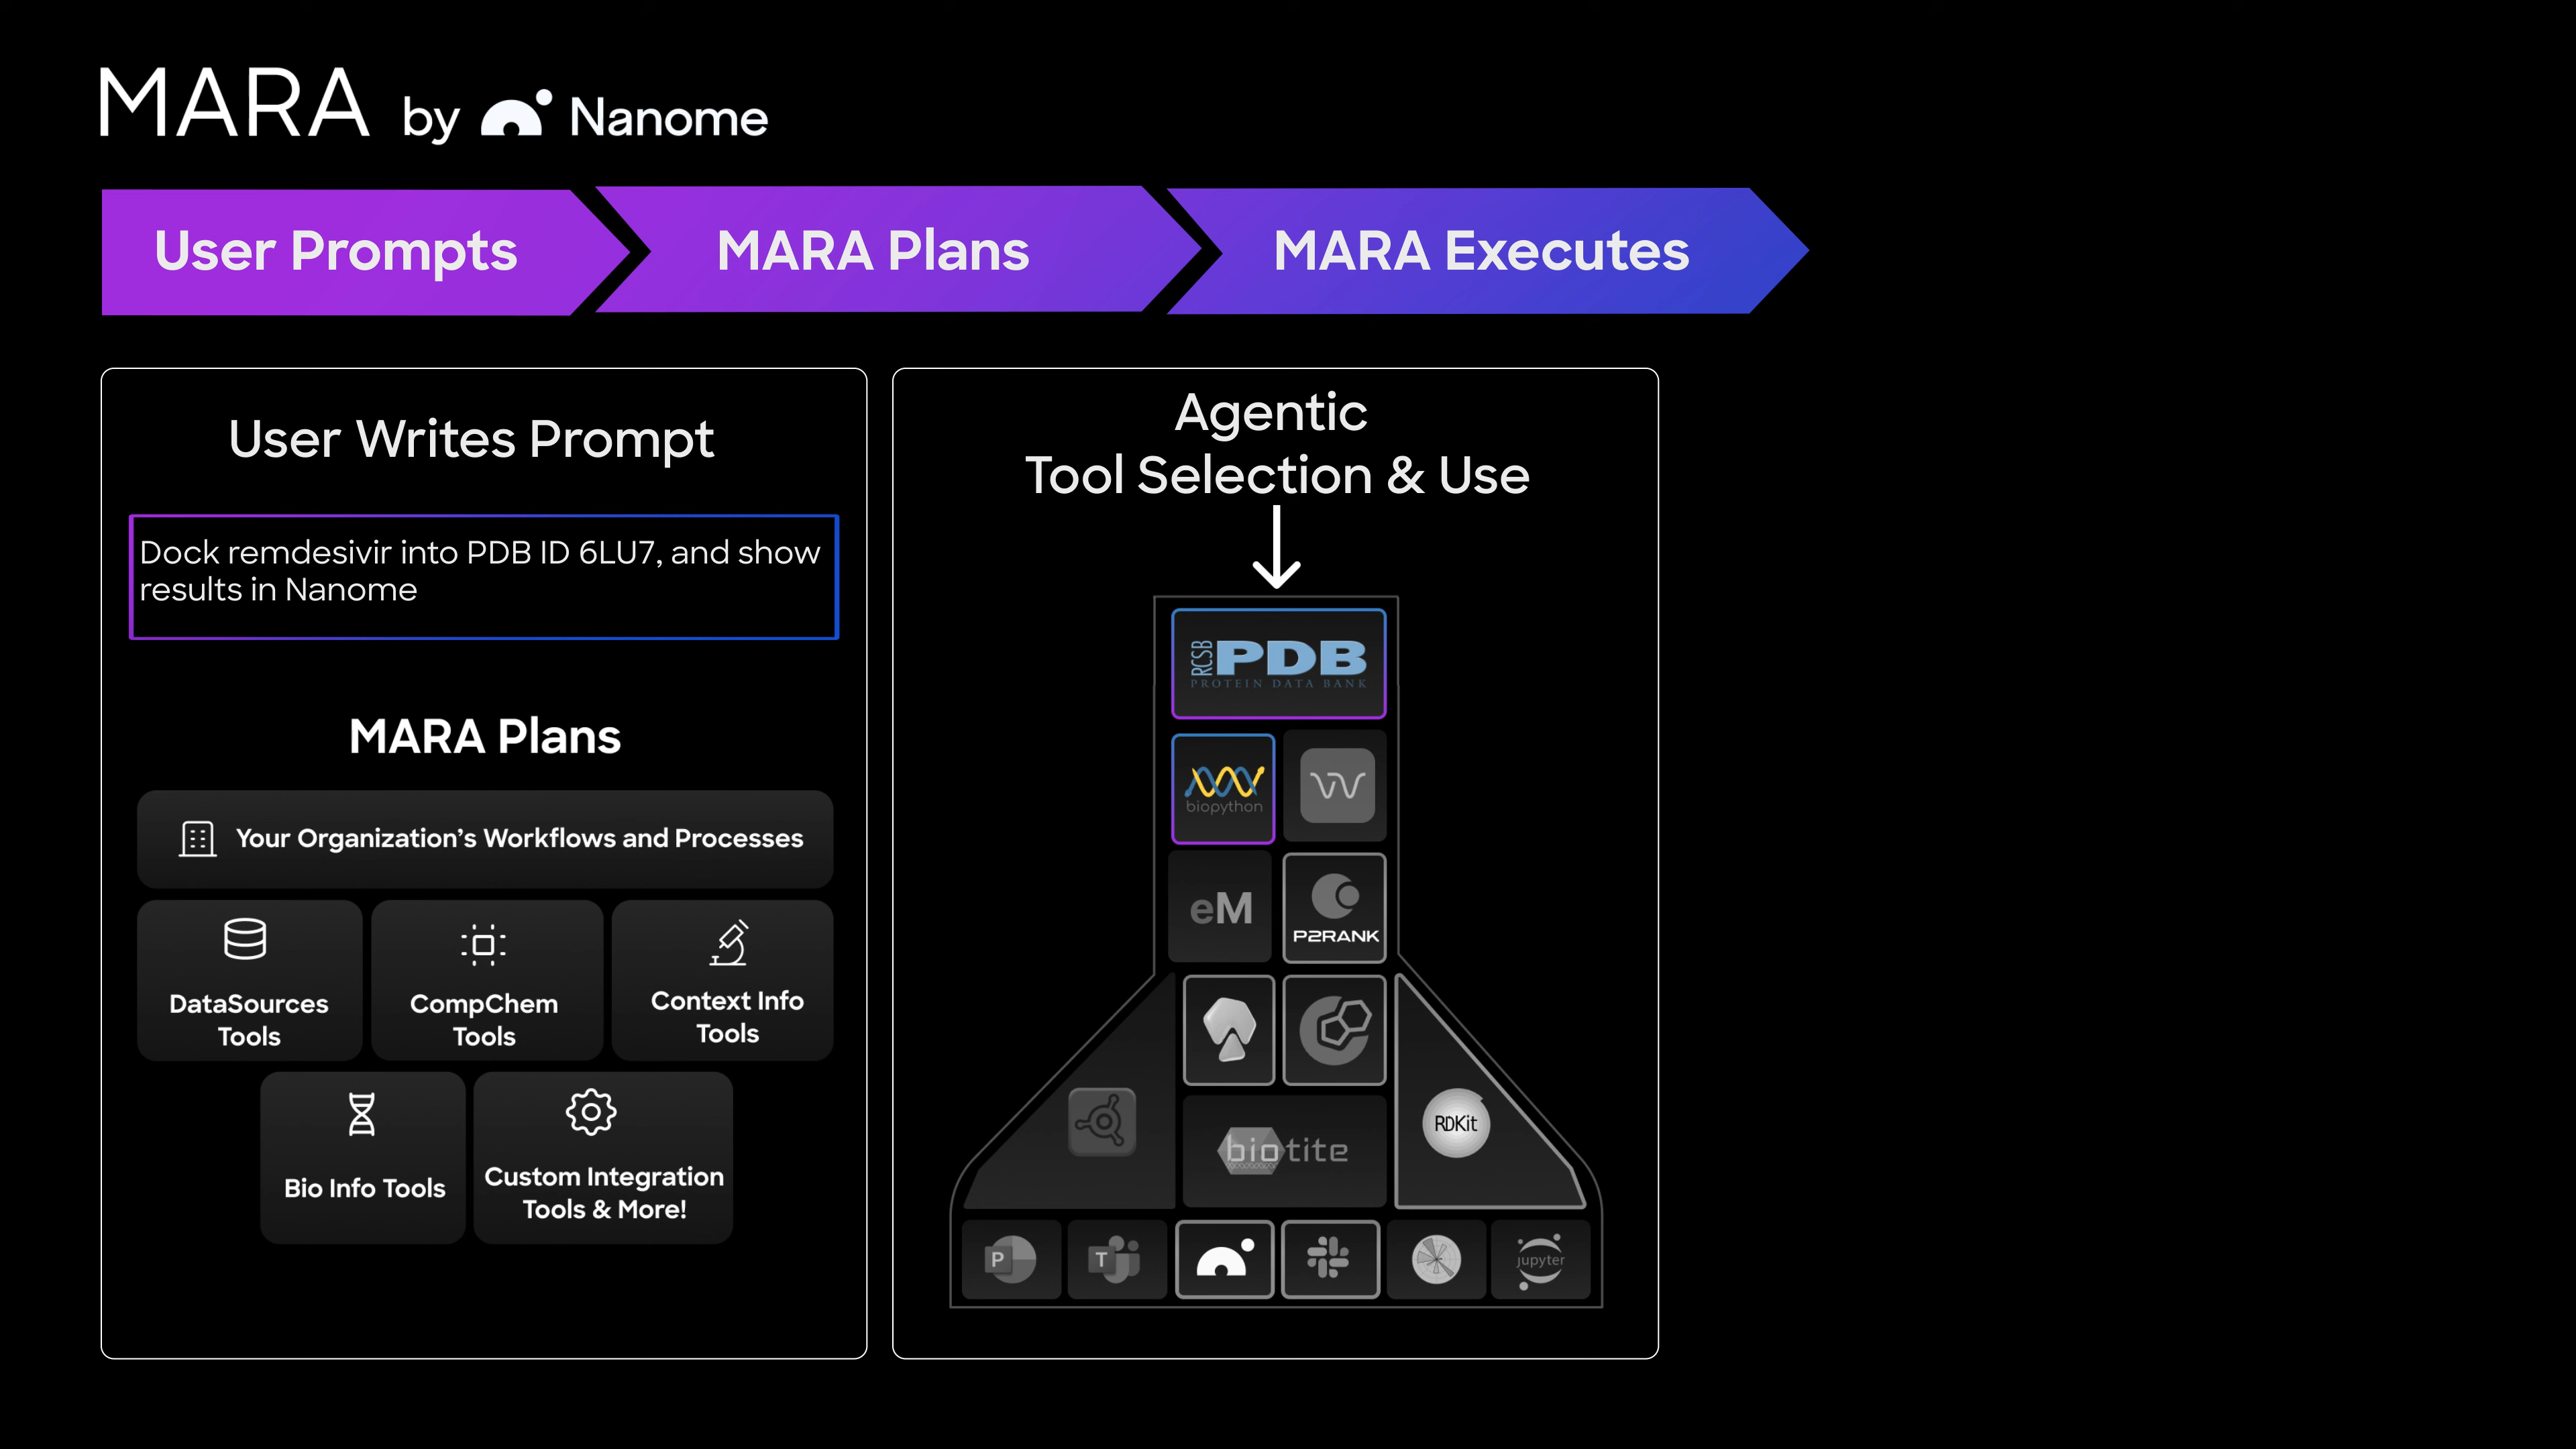 MARA by Nanome
User Prompts
MARA Plans
MARA Executes
User Writes Prompt
Dock remdesivir into PDB ID 6LU7, and show
results in Nanome
MARA Plans
Your Organization's Workflows and Processes
DataSources
Tools
CompChem
Tools
Context Info
Tools
Bio Info Tools
Custom Integration
Tools & More!
Agentic
Tool Selection & Use
RCSB PDB
PROTEIN DATA BANK
biopython
eM
P2RANK
RDKit
biotite
P
T
jupyter